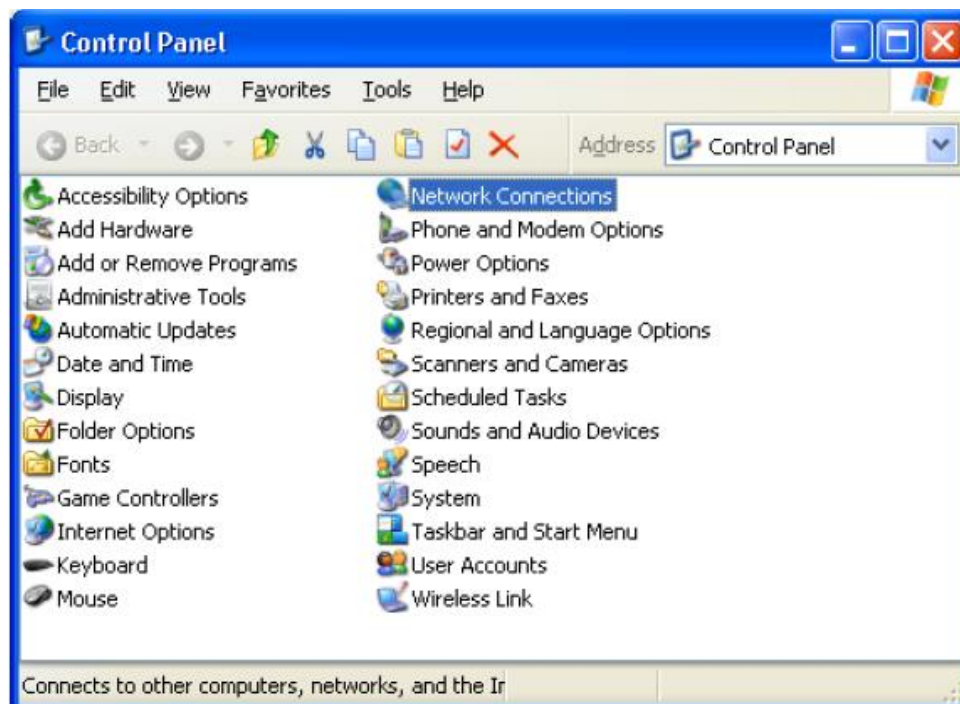 Control Panel
File Edit View Favorites Tools Help
Back Address Control Panel
Accessibility Options
Add Hardware
Add or Remove Programs
Administrative Tools
Automatic Updates
Date and Time
Display
Folder Options
Fonts
Game Controllers
Internet Options
Keyboard
Mouse
Network Connections
Phone and Modem Options
Power Options
Printers and Faxes
Regional and Language Options
Scanners and Cameras
Scheduled Tasks
Sounds and Audio Devices
Speech
System
Taskbar and Start Menu
User Accounts
Wireless Link
Connects to other computers, networks, and the Ir